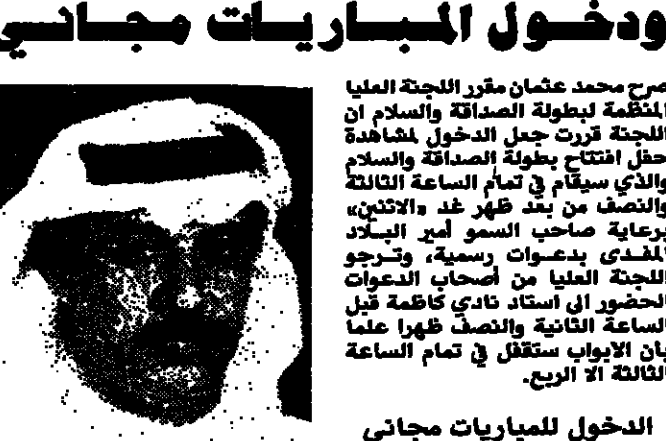 ودخول المباريات مجاني
صرح محمد عثمان مقرر اللجنة العليا
المنظمة لبطولة الصداقة والسلام ان
اللجنة قررت جعل الدخول لمشاهدة
حفل افتتاح بطولة الصداقة والسلام
والذي سيقام في تمام الساعة الثالثة
والنصف من بعد ظهر غد «الاثنين»
برعاية صاحب السمو أمير البلاد
المفدى بدعوات رسمية، وترجو
اللجنة العليا من أصحاب الدعوات
الحضور الى استاد نادي كاظمة قبل
الساعة الثانية والنصف ظهرا علما
بان الابواب ستقفل في تمام الساعة
الثالثة الا الربع.
الدخول للمباريات مجاني